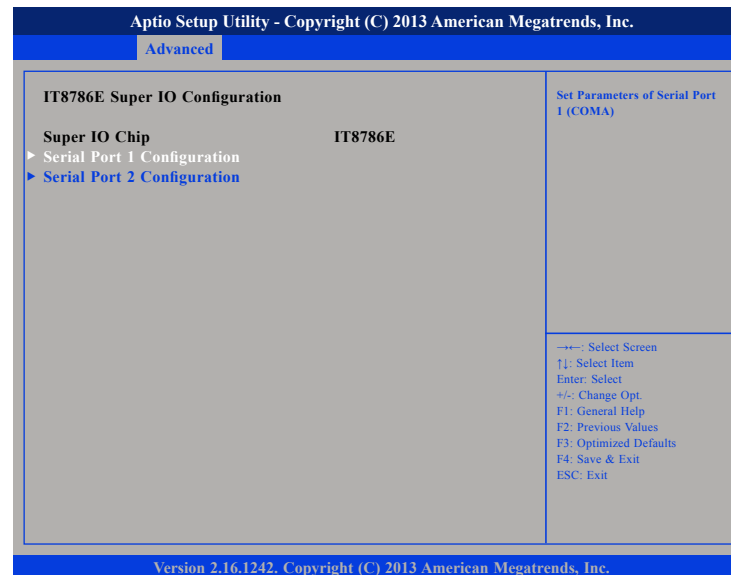 Aptio Setup Utility - Copyright (C) 2013 American Megatrends, Inc.
Advanced
IT8786E Super IO Configuration
Super IO Chip IT8786E
► Serial Port 1 Configuration
► Serial Port 2 Configuration
Set Parameters of Serial Port
1 (COMA)
→←: Select Screen
↑↓: Select Item
Enter: Select
+/-: Change Opt.
F1: General Help
F2: Previous Values
F3: Optimized Defaults
F4: Save & Exit
ESC: Exit
Version 2.16.1242. Copyright (C) 2013 American Megatrends, Inc.